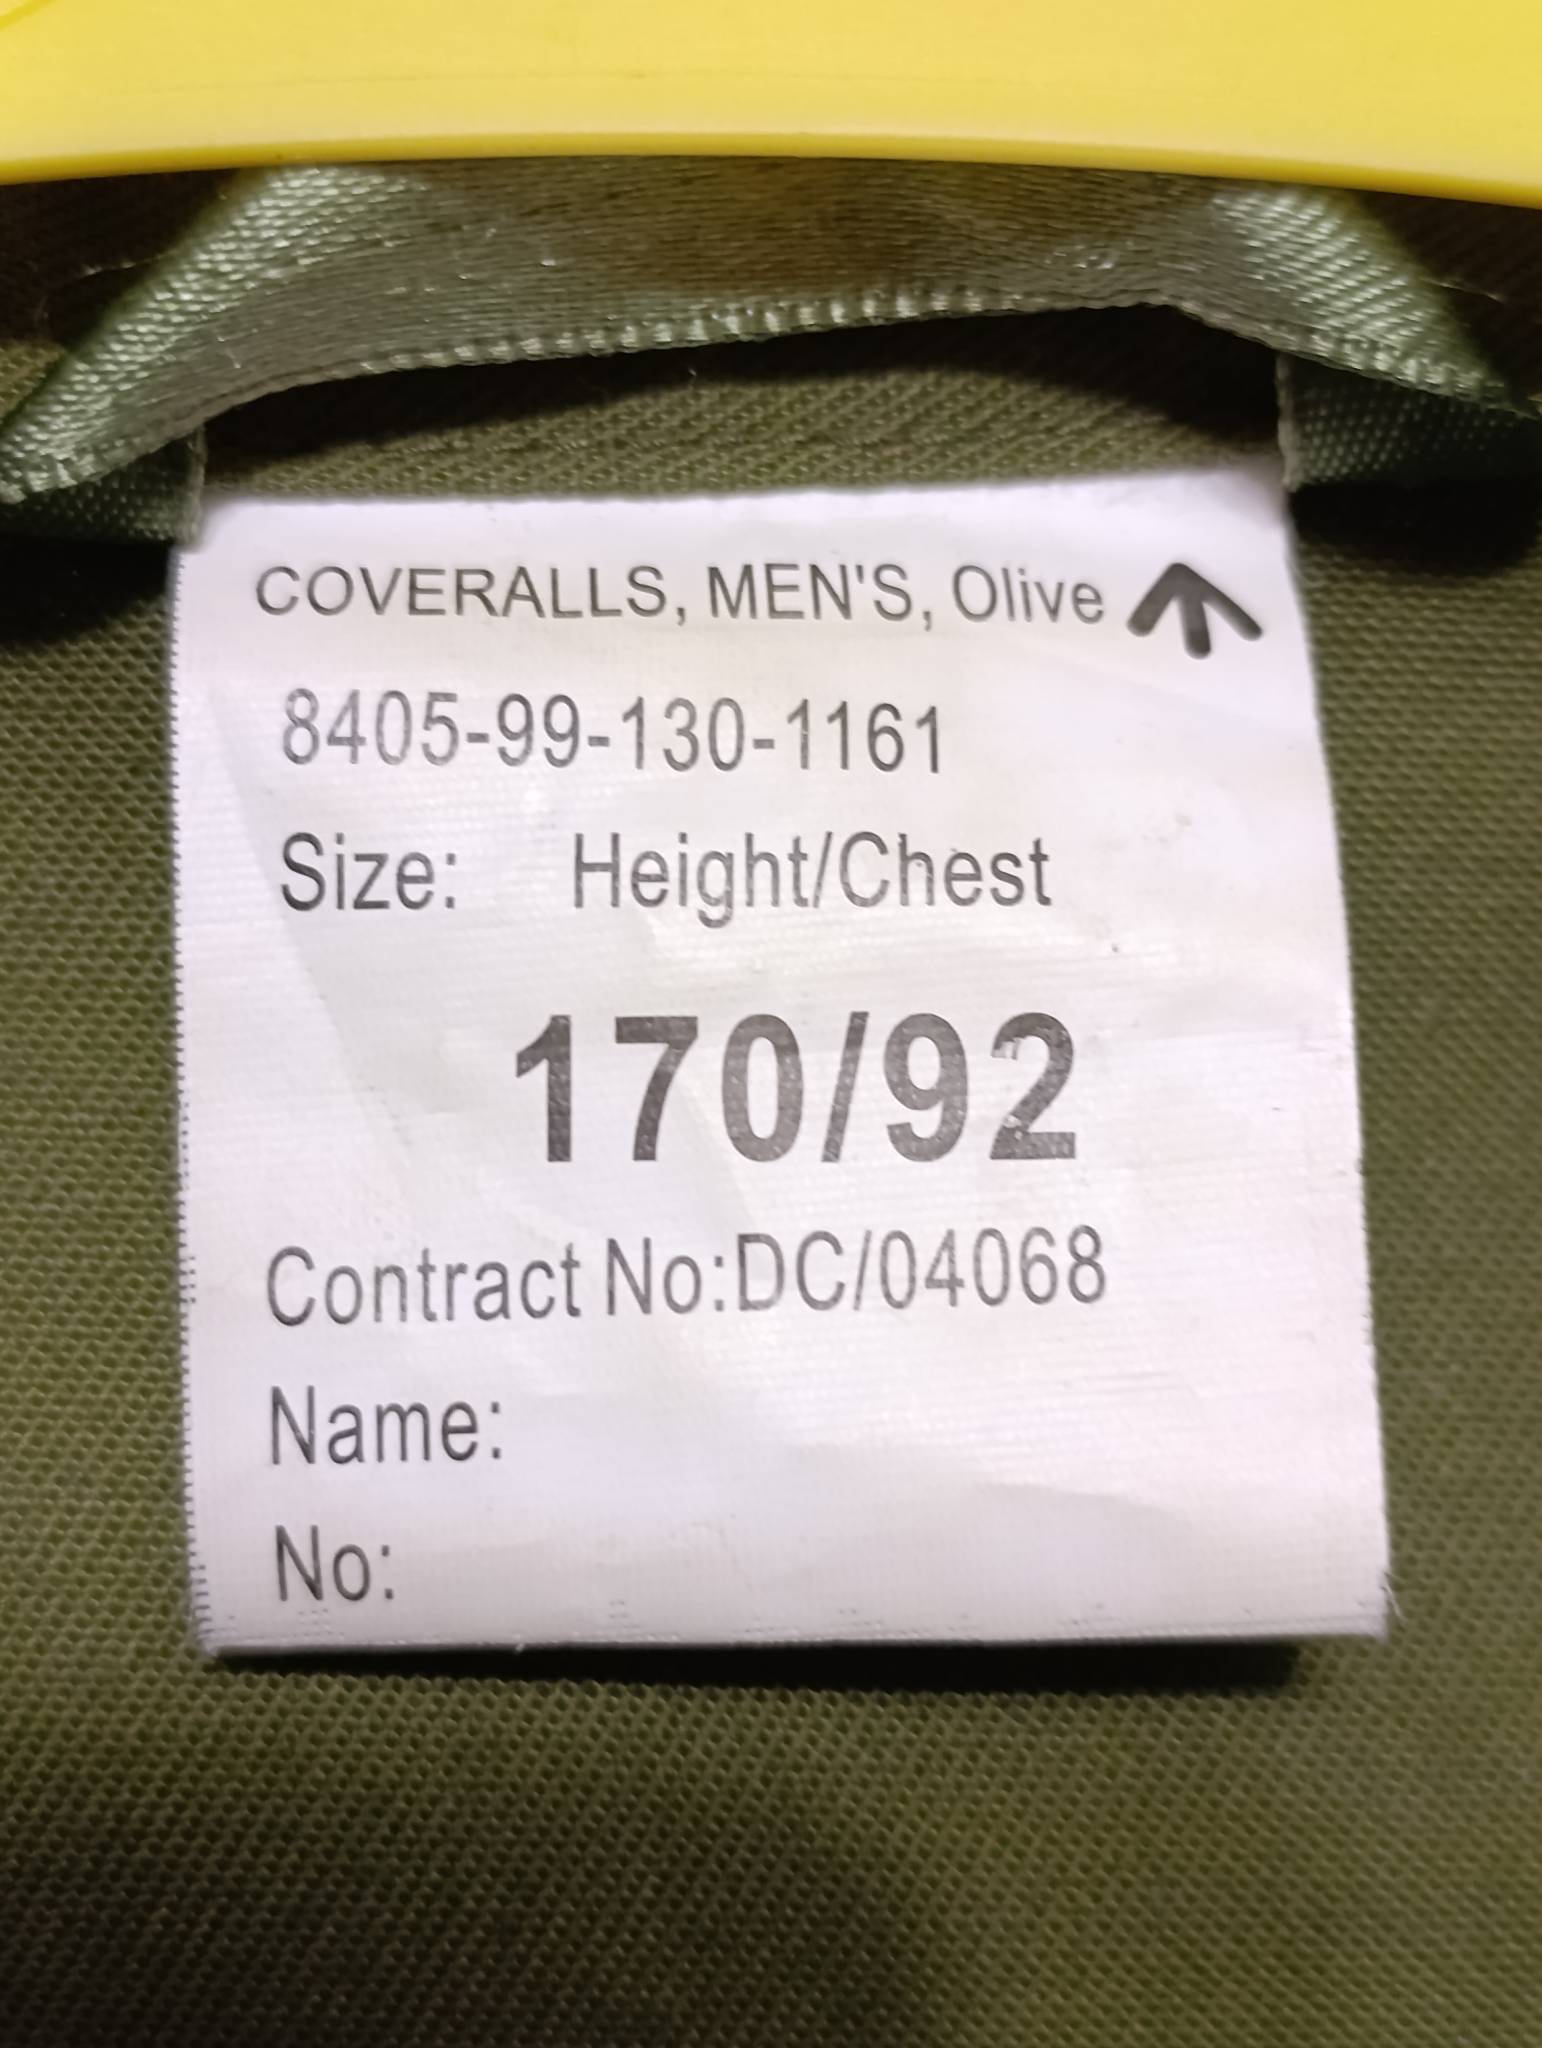 COVERALLS, MEN'S, Olive
8405-99-130-1161
Size: Height/Chest
170/92
Contract No:DC/04068
Name:
No: